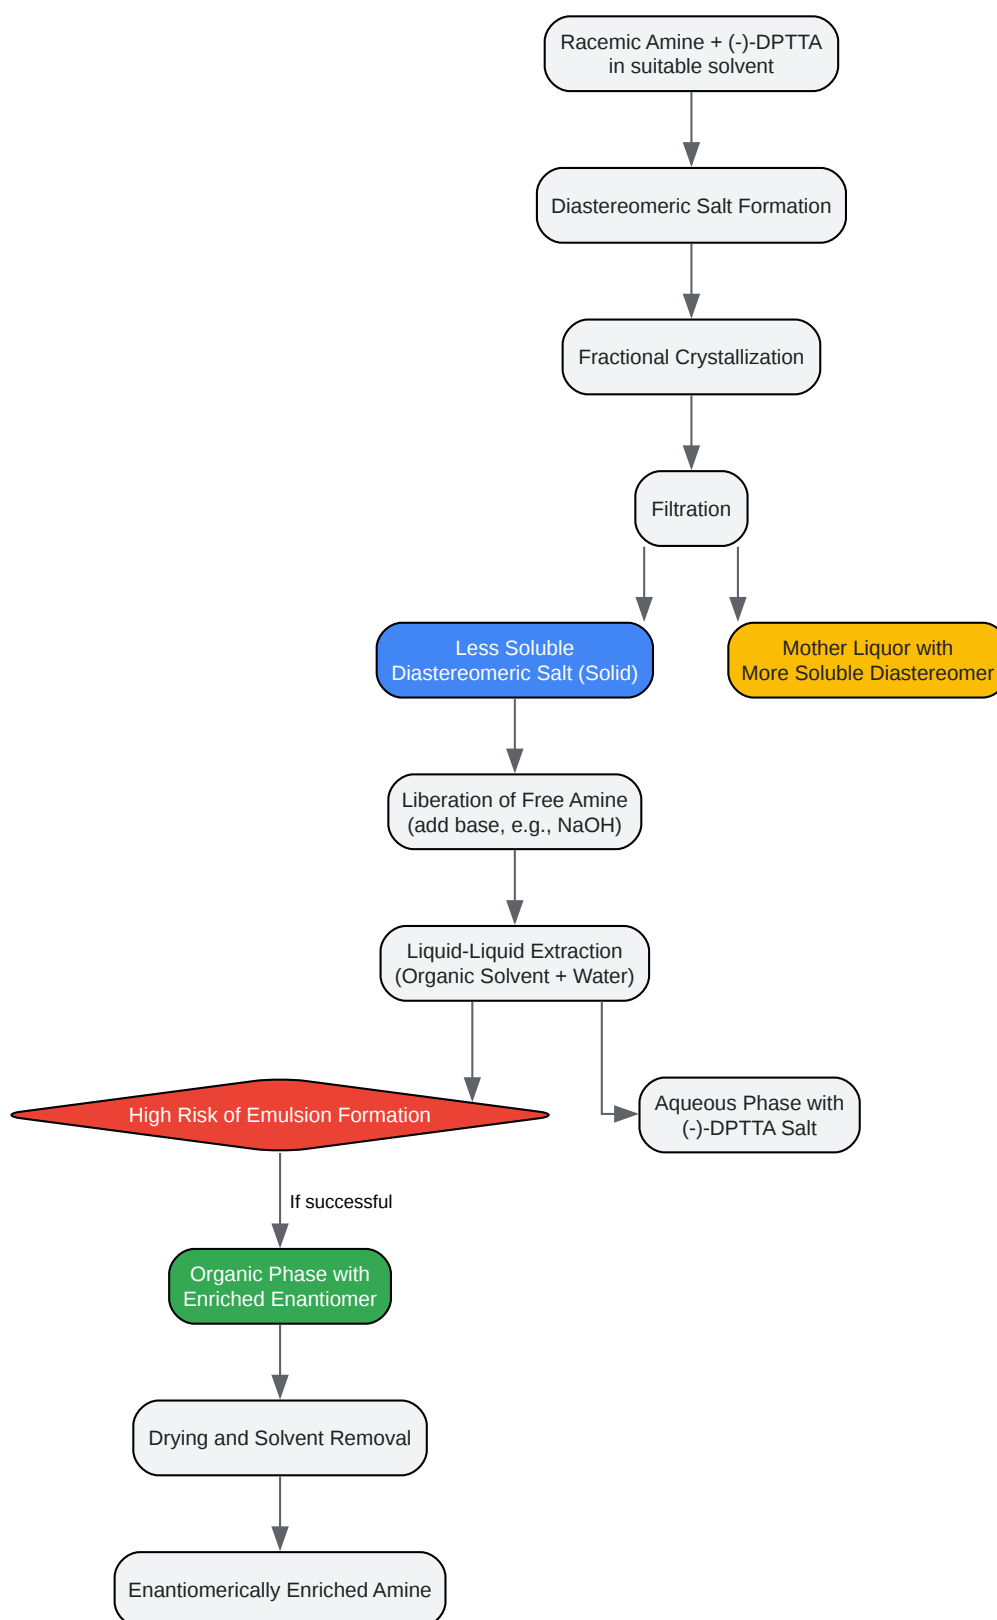 Racemic Amine + (-)-DPTTA
in suitable solvent
Diastereomeric Salt Formation
Fractional Crystallization
Filtration
Less Soluble
Diastereomeric Salt (Solid)
Mother Liquor with
More Soluble Diastereomer
Liberation of Free Amine
(add base, e.g., NaOH)
Liquid-Liquid Extraction
(Organic Solvent + Water)
High Risk of Emulsion Formation
Aqueous Phase with
(-)-DPTTA Salt
If successful
Organic Phase with
Enriched Enantiomer
Drying and Solvent Removal
Enantiomerically Enriched Amine